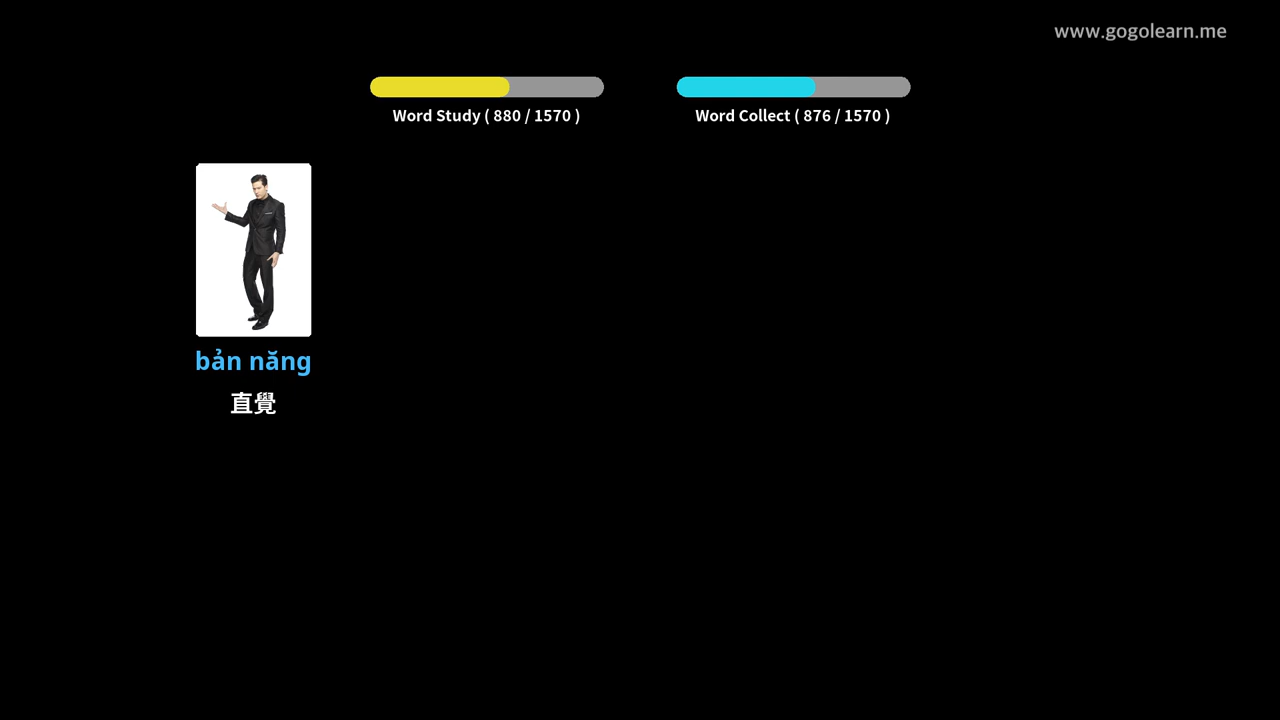 www.gogolearn.me
Word Study ( 880 / 1570 )
Word Collect ( 876 / 1570 )
bản năng
直覺